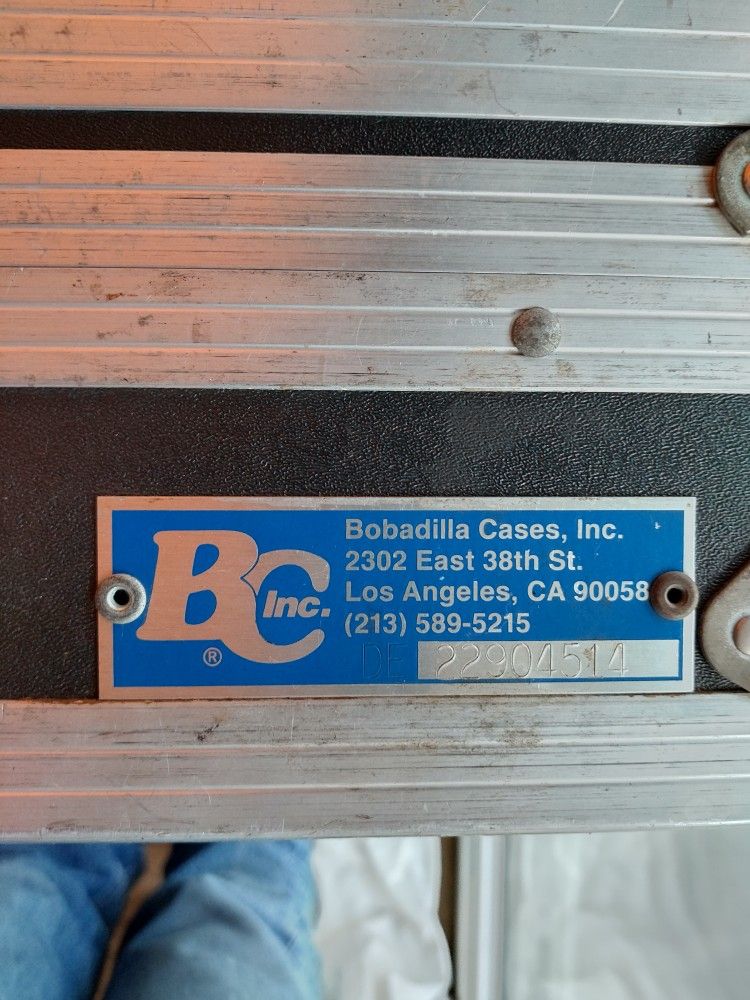 BC Inc.
®
Bobadilla Cases, Inc.
2302 East 38th St.
Los Angeles, CA 90058
(213) 589-5215
DE 22904514